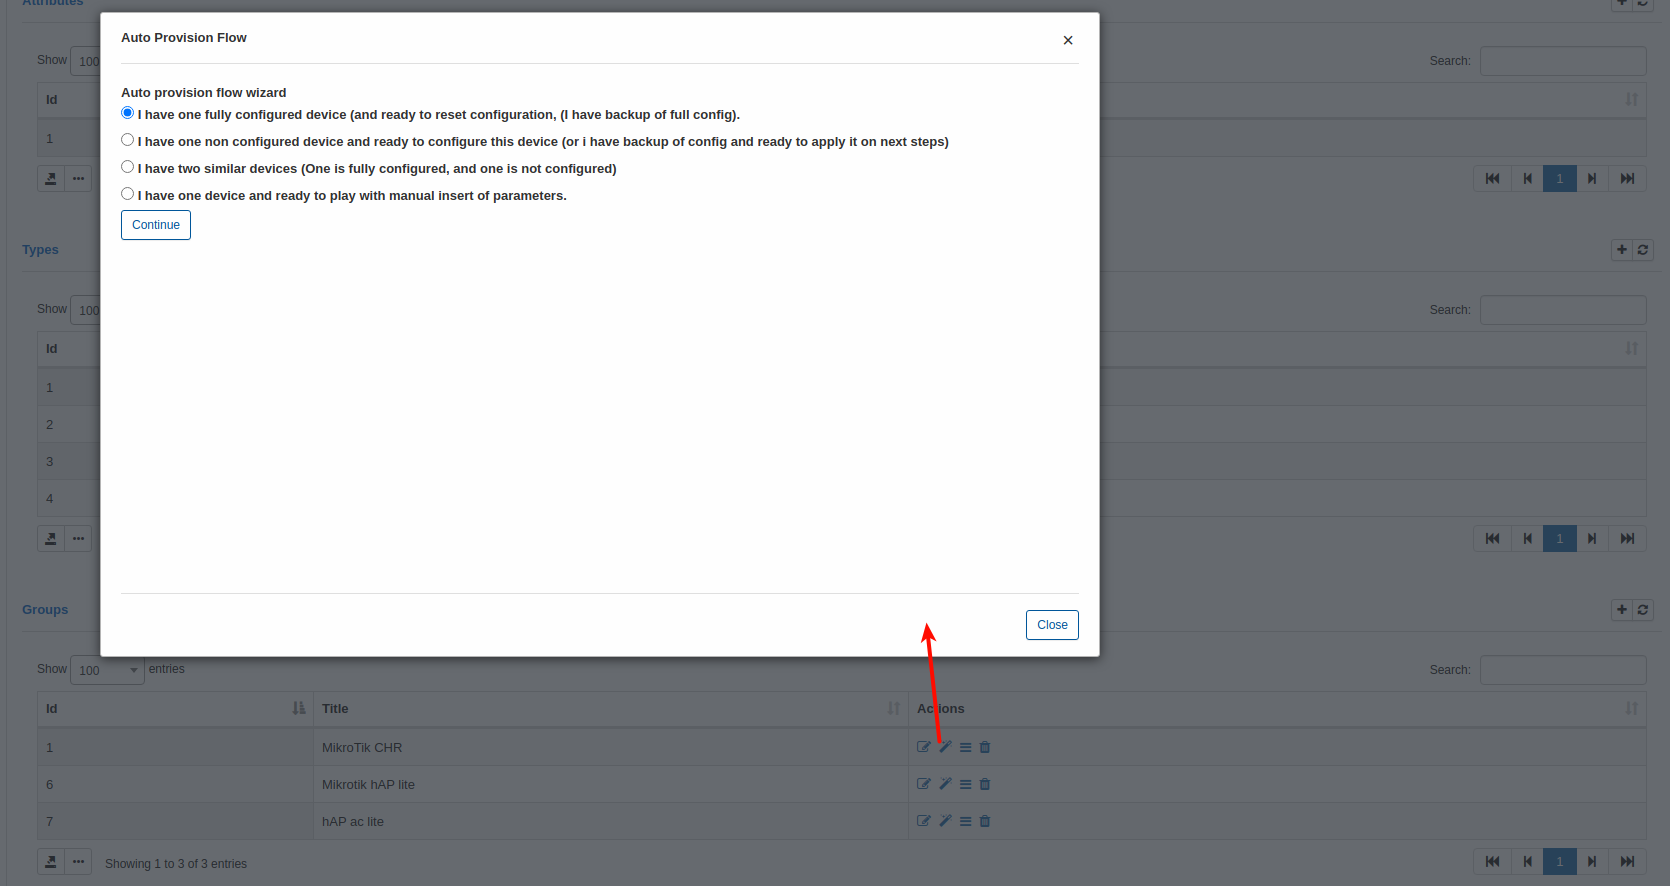 Attributes
Auto Provision Flow
×
Show 100
Search:
Auto provision flow wizard
Id
I have one fully configured device (and ready to reset configuration, (I have backup of full config).
1
I have one non configured device and ready to configure this device (or i have backup of config and ready to apply it on next steps)
I have two similar devices (One is fully configured, and one is not configured)
1
I have one device and ready to play with manual insert of parameters.
Continue
Types
Show 100
Search:
Id
1
2
3
4
1
Groups
Close
Show 100 entries
Search:
Id Title Actions
1 MikroTik CHR
6 Mikrotik hAP lite
7 hAP ac lite
Showing 1 to 3 of 3 entries
1